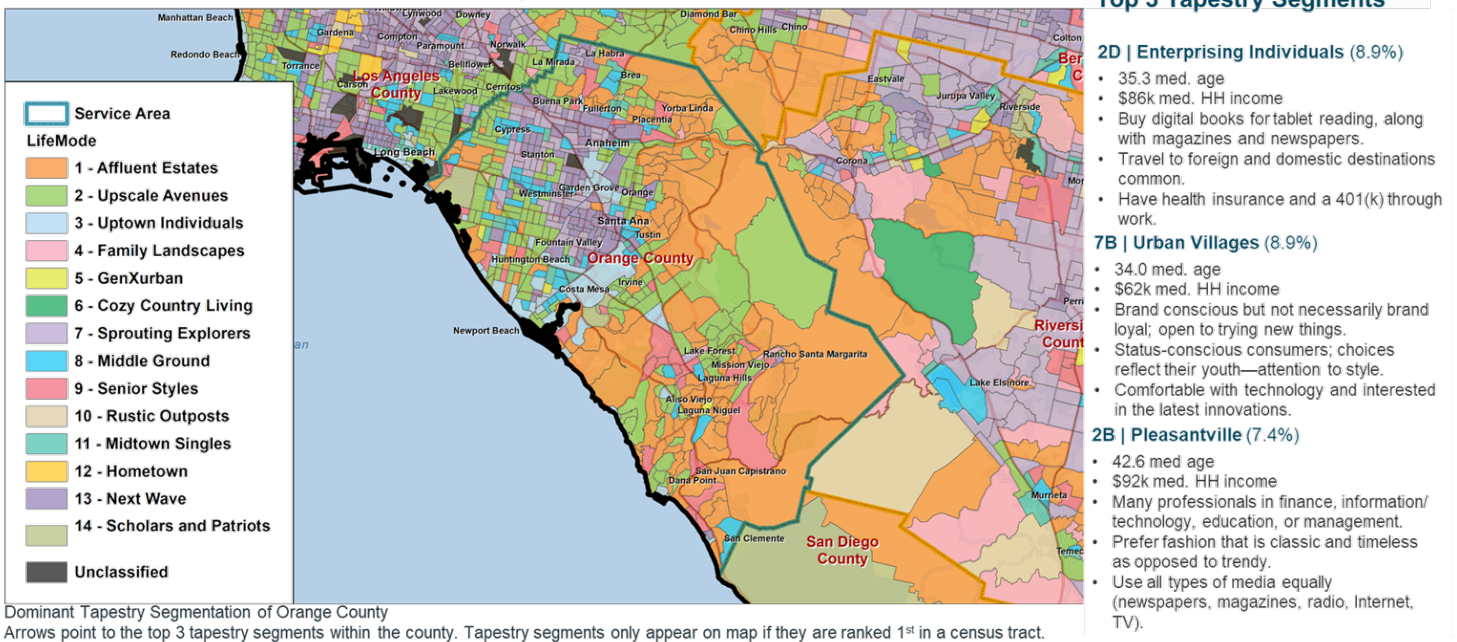 Manhattan Beach
Redondo Beach
Gardena
Compton
Lynwood
Downey
Paramount
Norwalk
Bellflower
Torrance
Carson
Los Angeles
County
Lakewood
Cerritos
Long Beach
La Mirada
La Habra
Brea
Diamond Bar
Chino Hills
Chino
Buena Park
Fullerton
Yorba Linda
Placentia
Cypress
Anaheim
Stanton
Garden Grove
Orange
Westminster
Santa Ana
Tustin
Fountain Valley
Huntington Beach
Orange County
Costa Mesa
Irvine
Newport Beach
Lake Forest
Rancho Santa Margarita
Mission Viejo
Laguna Hills
Aliso Viejo
Laguna Niguel
San Juan Capistrano
Dana Point
San Clemente
San Diego
County
Eastvale
Jurupa Valley
Riverside
Corona
Colton
Ber
C
Mor
Perri
Riversi
Count
Lake Elsinore
Murrieta
Temec
an
Service Area
LifeMode
1 - Affluent Estates
2 - Upscale Avenues
3 - Uptown Individuals
4 - Family Landscapes
5 - GenXurban
6 - Cozy Country Living
7 - Sprouting Explorers
8 - Middle Ground
9 - Senior Styles
10 - Rustic Outposts
11 - Midtown Singles
12 - Hometown
13 - Next Wave
14 - Scholars and Patriots
Unclassified
Dominant Tapestry Segmentation of Orange County
Arrows point to the top 3 tapestry segments within the county. Tapestry segments only appear on map if they are ranked 1st in a census tract.
Top 3 Tapestry Segments
2D | Enterprising Individuals (8.9%)
• 35.3 med. age
• $86k med. HH income
• Buy digital books for tablet reading, along
with magazines and newspapers.
• Travel to foreign and domestic destinations
common.
• Have health insurance and a 401(k) through
work.
7B | Urban Villages (8.9%)
• 34.0 med. age
• $62k med. HH income
• Brand conscious but not necessarily brand
loyal; open to trying new things.
• Status-conscious consumers; choices
reflect their youth—attention to style.
• Comfortable with technology and interested
in the latest innovations.
2B | Pleasantville (7.4%)
• 42.6 med age
• $92k med. HH income
• Many professionals in finance, information/
technology, education, or management.
• Prefer fashion that is classic and timeless
as opposed to trendy.
• Use all types of media equally
(newspapers, magazines, radio, Internet,
TV).